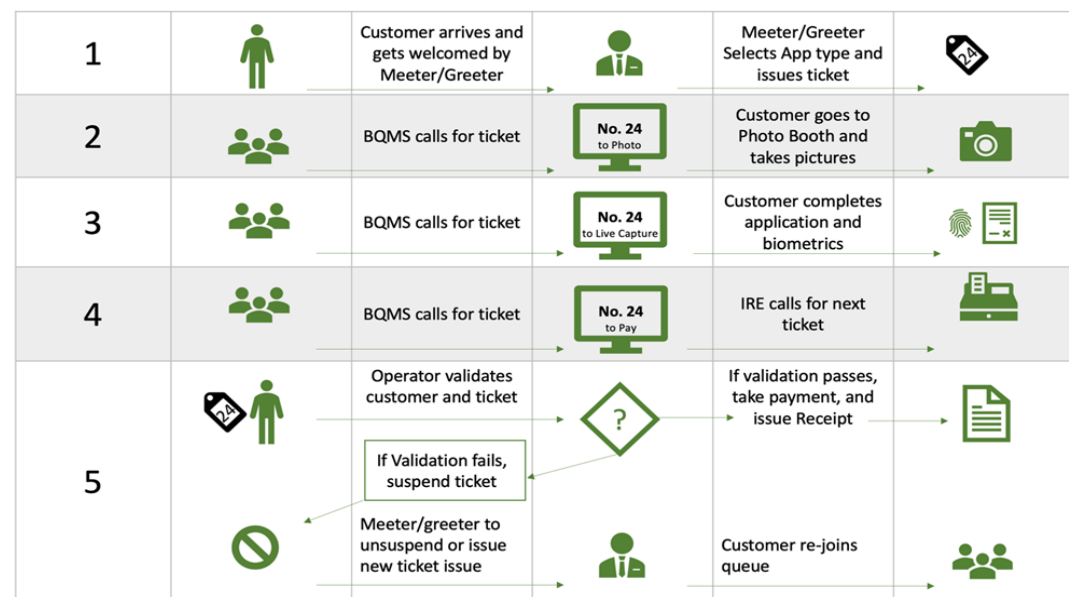 1
Customer arrives and
gets welcomed by
Meeter/Greeter
Meeter/Greeter
Selects App type and
issues ticket
24
2
BQMS calls for ticket
No. 24
to Photo
Customer goes to
Photo Booth and
takes pictures
3
BQMS calls for ticket
No. 24
to Live Capture
Customer completes
application and
biometrics
4
BQMS calls for ticket
No. 24
to Pay
IRE calls for next
ticket
5
24
Operator validates
customer and ticket
?
If validation passes,
take payment, and
issue Receipt
If Validation fails,
suspend ticket
Meeter/greeter to
unsuspend or issue
new ticket issue
Customer re-joins
queue